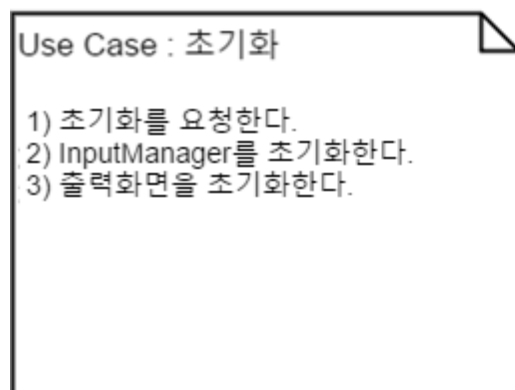 Use Case : 초기화
1) 초기화를 요청한다.
2) InputManager를 초기화한다.
3) 출력화면을 초기화한다.